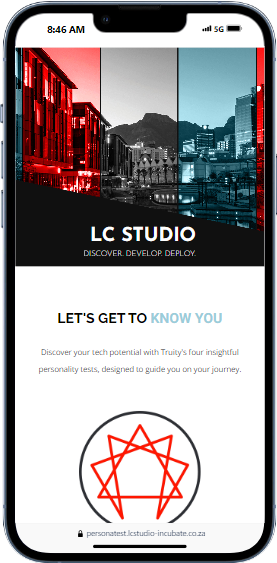 8:46 AM
5G
LC STUDIO
DISCOVER. DEVELOP. DEPLOY.
LET'S GET TO KNOW YOU
Discover your tech potential with Truity's four insightful
personality tests, designed to guide you on your journey.
personatest.lcstudio-incubate.co.za